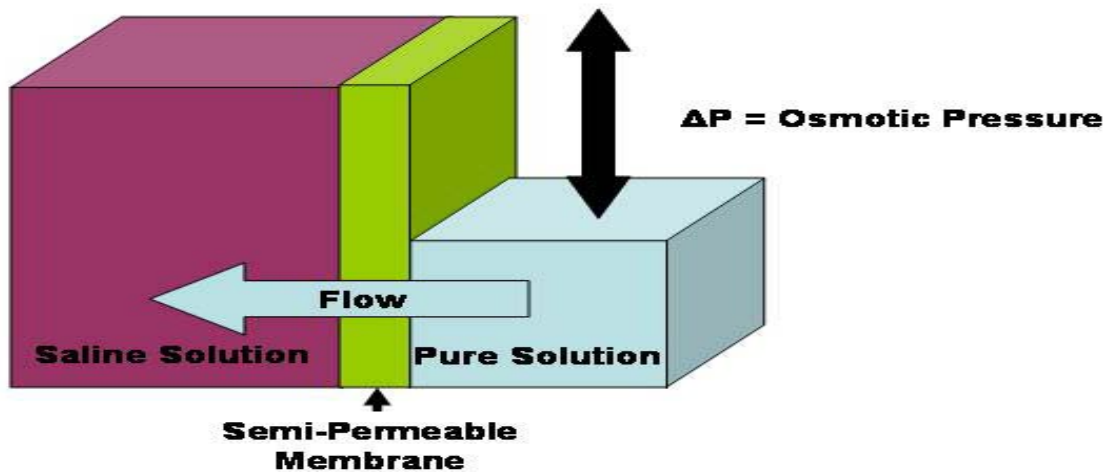 ΔP = Osmotic Pressure
Flow
Saline Solution
Pure Solution
Semi-Permeable
Membrane